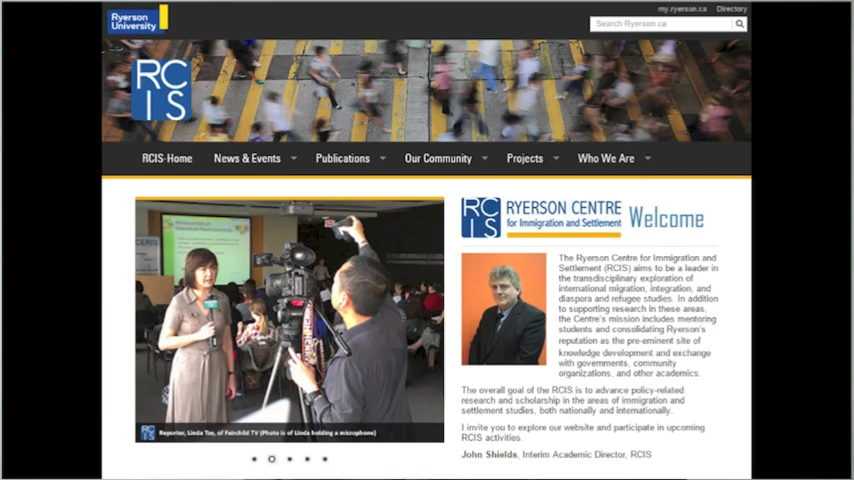 my.ryerson.ca Directory
Ryerson
University
Search Ryerson.ca
RC
IS
RCIS-Home News & Events Publications Our Community Projects Who We Are
CERIS
RC
IS
RYERSON CENTRE
for Immigration and Settlement
Welcome
The Ryerson Centre for Immigration and
Settlement (RCIS) aims to be a leader in
the transdisciplinary exploration of
international migration, integration, and
diaspora and refugee studies. In addition
to supporting research in these areas,
the Centre's mission includes mentoring
students and consolidating Ryerson's
reputation as the pre-eminent site of
knowledge development and exchange
with governments, community
organizations, and other academics.
The overall goal of the RCIS is to advance policy-related
research and scholarship in the areas of immigration and
settlement studies, both nationally and internationally.
I invite you to explore our website and participate in upcoming
RCIS activities.
John Shields, Interim Academic Director, RCIS
RC
IS
Reporter, Linda Tse, of Fairchild TV (Photo is of Linda holding a microphone)